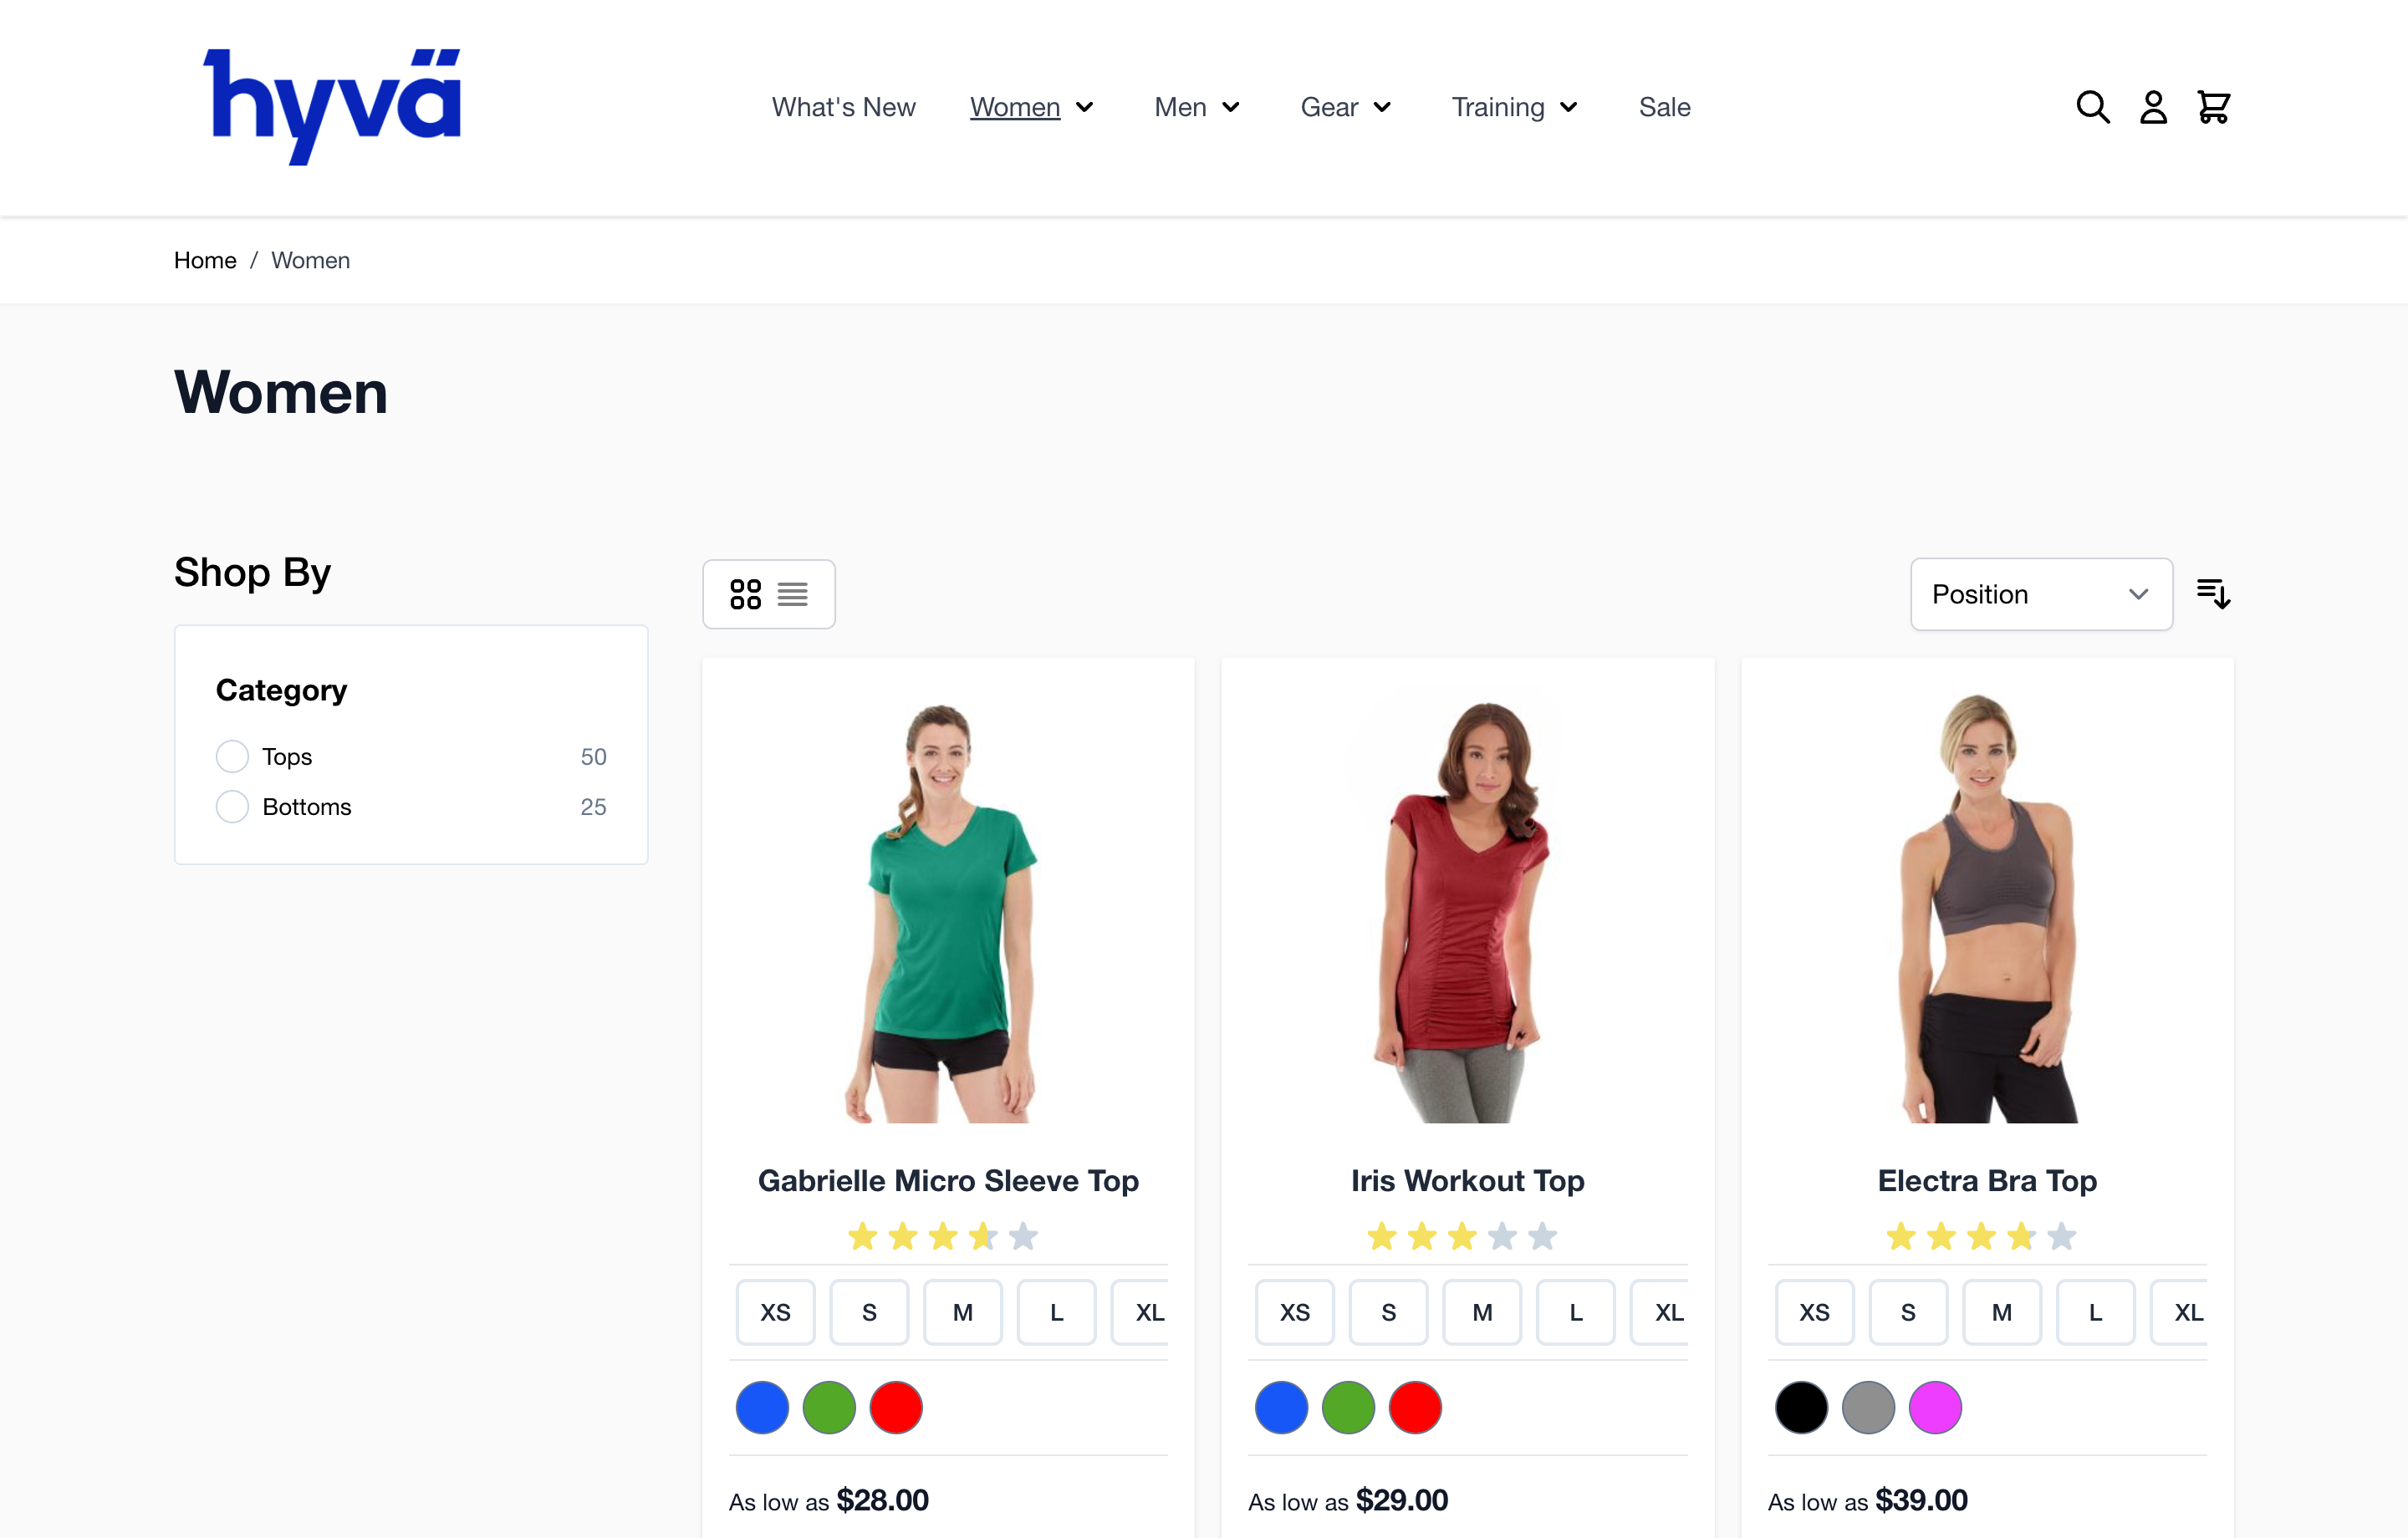 hyvä
What's New Women Men Gear Training Sale
Home / Women
Women
Shop By
Category
Tops 50
Bottoms 25
Position
Gabrielle Micro Sleeve Top
XS S M L XL
As low as $28.00
Iris Workout Top
XS S M L XL
As low as $29.00
Electra Bra Top
XS S M L XL
As low as $39.00